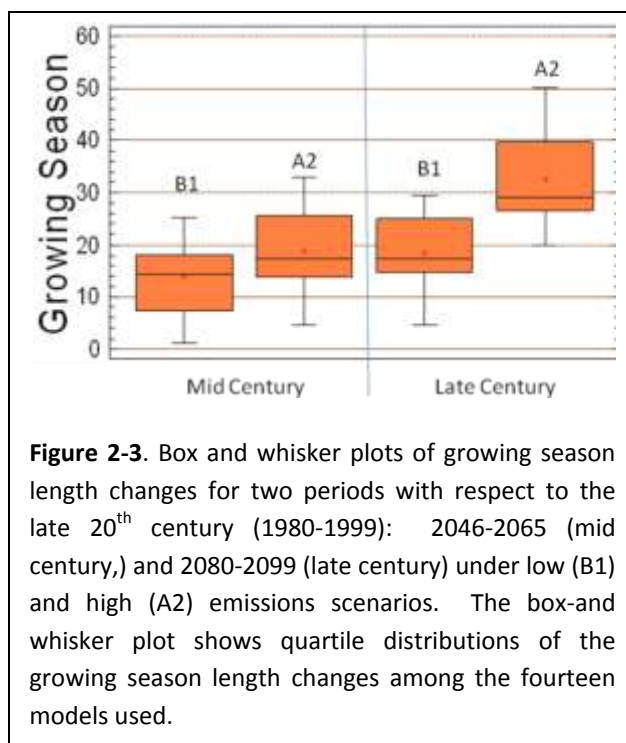 Growing Season
60
50
40
30
20
10
0
B1
A2
B1
A2
Mid Century
Late Century
Figure 2-3. Box and whisker plots of growing season
length changes for two periods with respect to the
late 20th century (1980-1999): 2046-2065 (mid
century,) and 2080-2099 (late century) under low (B1)
and high (A2) emissions scenarios. The box-and
whisker plot shows quartile distributions of the
growing season length changes among the fourteen
models used.